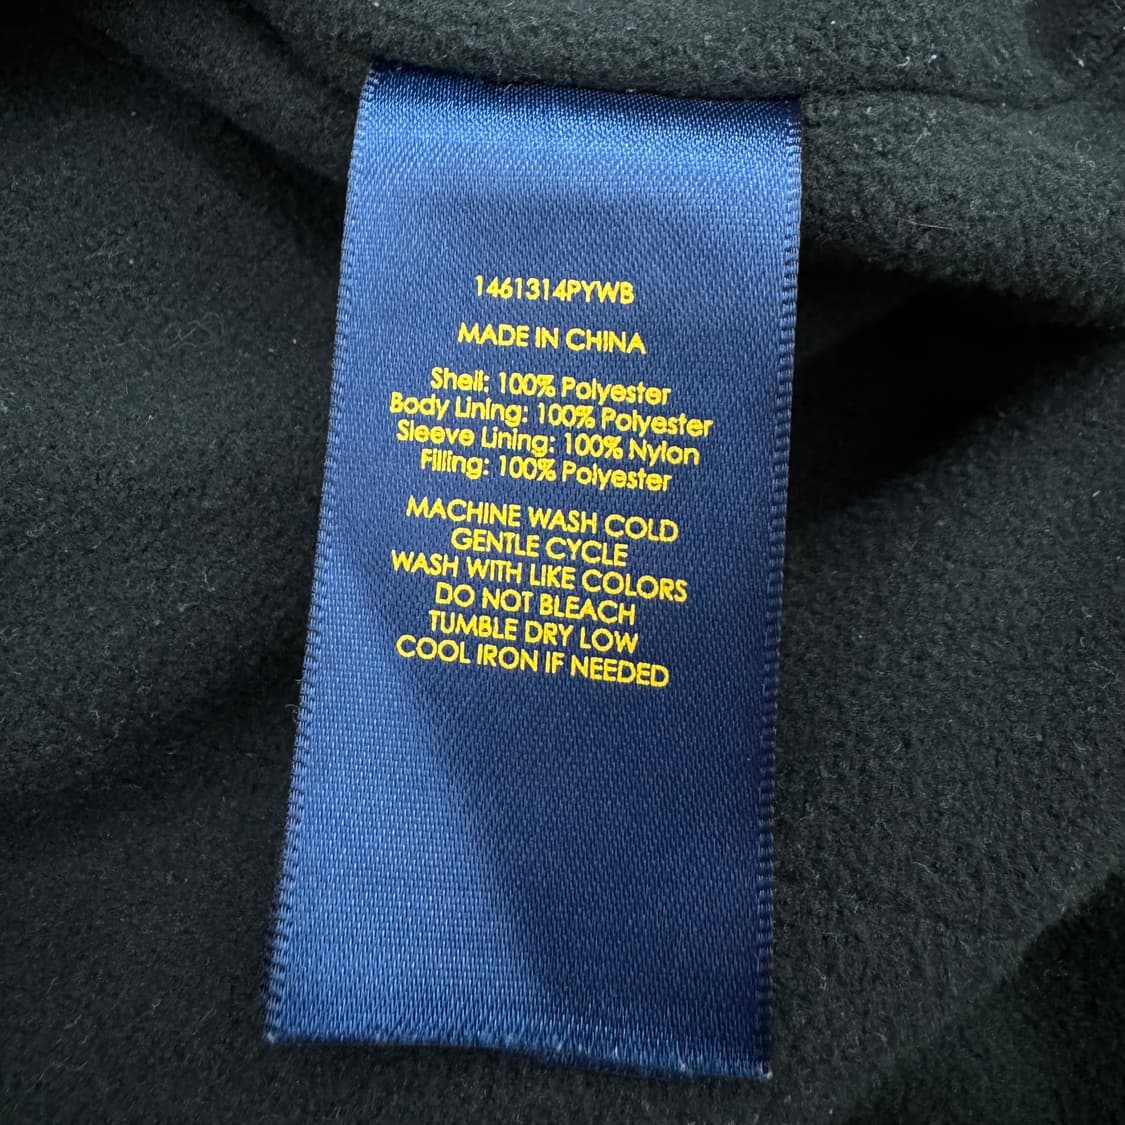 1461314PYWB
MADE IN CHINA
Shell: 100% Polyester
Body Lining: 100% Polyester
Sleeve Lining: 100% Nylon
Filling: 100% Polyester
MACHINE WASH COLD
GENTLE CYCLE
WASH WITH LIKE COLORS
DO NOT BLEACH
TUMBLE DRY LOW
COOL IRON IF NEEDED